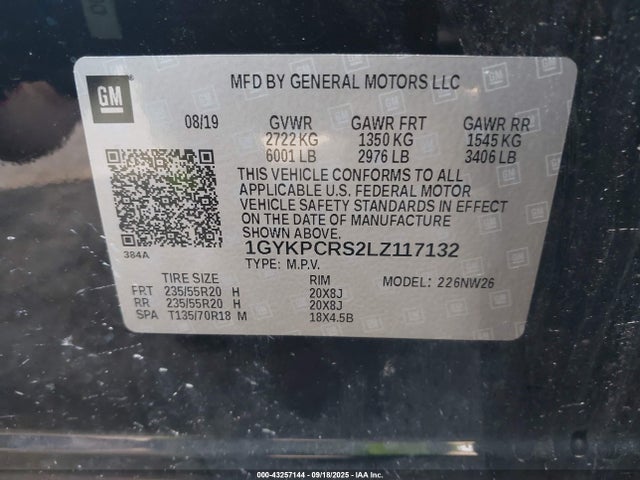 GM
MFD BY GENERAL MOTORS LLC
08/19 GVWR GAWR FRT GAWR RR
2722 KG 1350 KG 1545 KG
6001 LB 2976 LB 3406 LB
THIS VEHICLE CONFORMS TO ALL
APPLICABLE U.S. FEDERAL MOTOR
VEHICLE SAFETY STANDARDS IN EFFECT
ON THE DATE OF MANUFACTURE
SHOWN ABOVE.
384A
1GYKPCRS2LZ117132
TYPE: M.P.V.
TIRE SIZE RIM MODEL: 226NW26
FRT 235/55R20 H 20X8J
RR 235/55R20 H 20X8J
SPA T135/70R18 M 18X4.5B
000-43257144 - 09/18/2025 - IAA Inc.